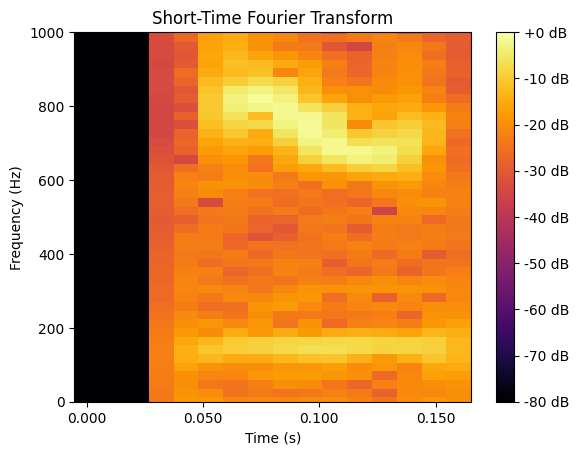 Short-Time Fourier Transform
1000
800
600
400
200
0
Frequency (Hz)
0.000
0.050
0.100
0.150
Time (s)
+0 dB
-10 dB
-20 dB
-30 dB
-40 dB
-50 dB
-60 dB
-70 dB
-80 dB